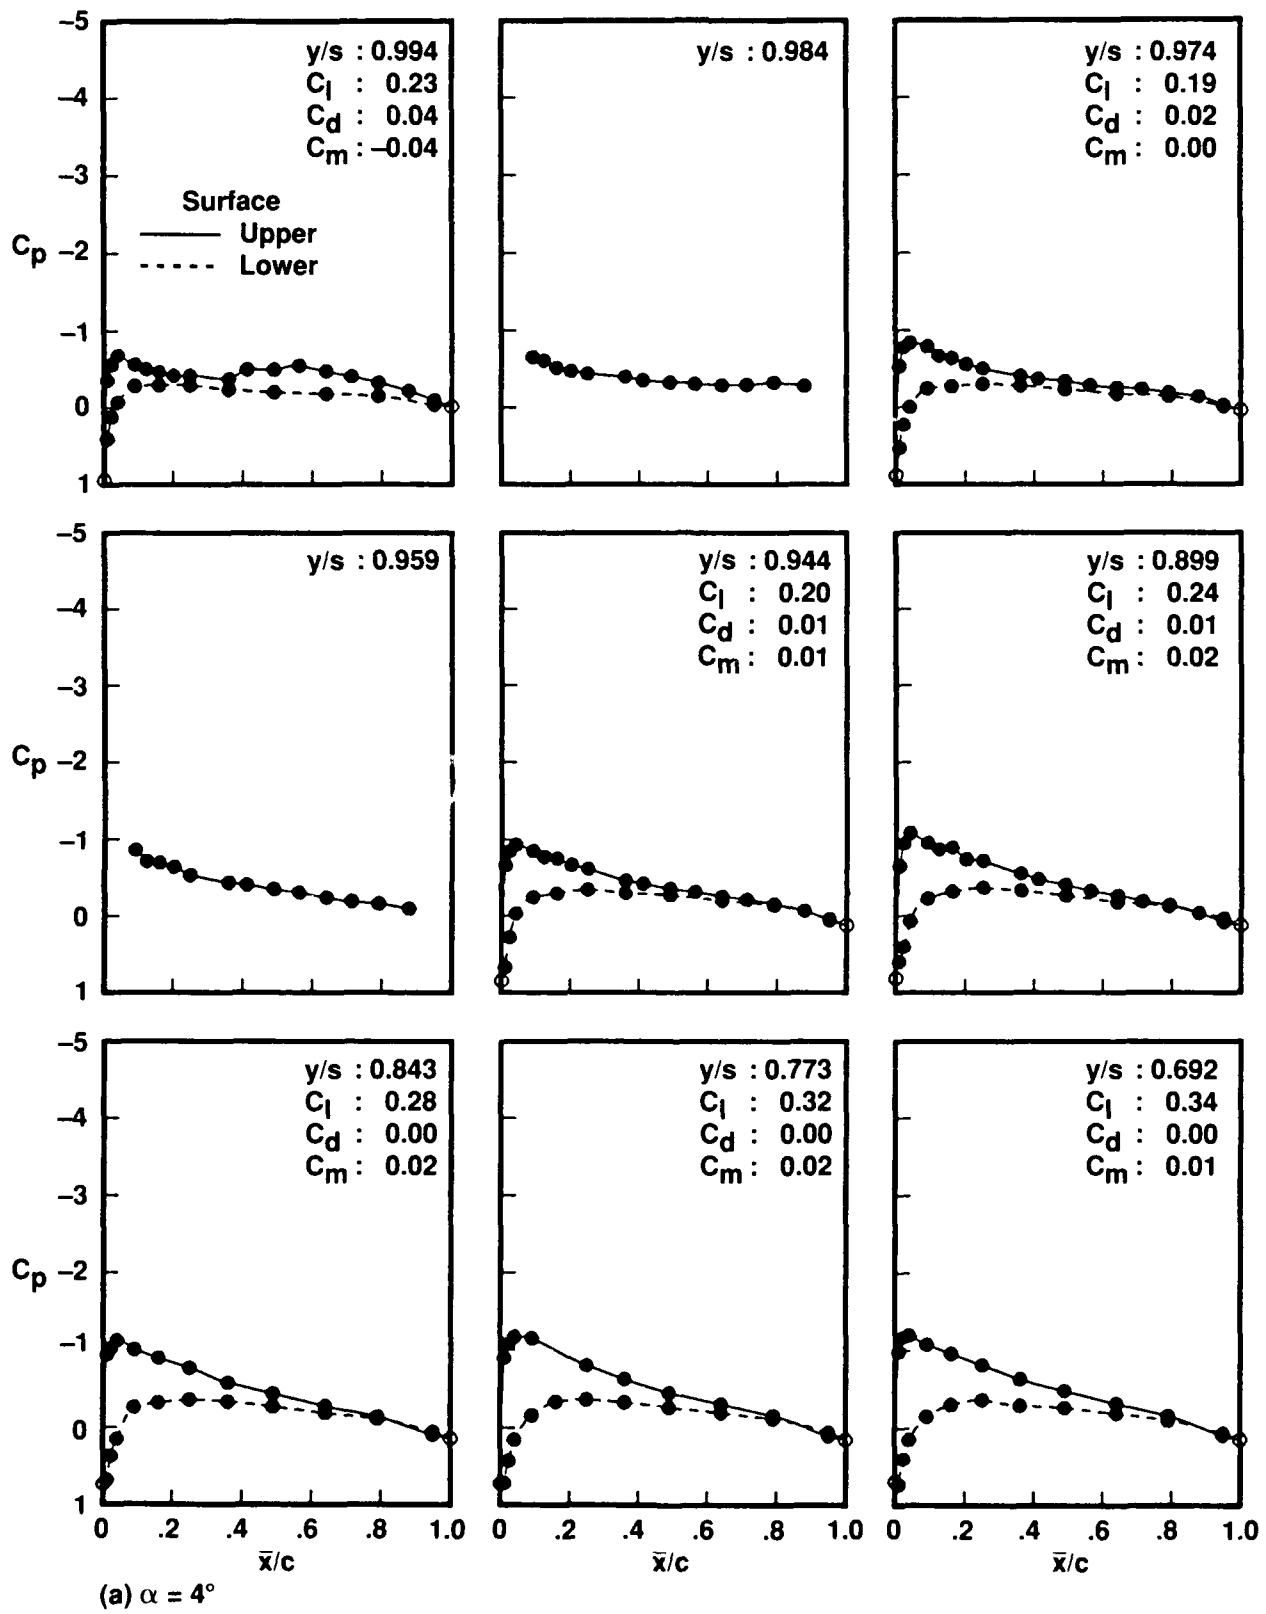 –5
–4
–3
Cp –2
–1
0
1
y/s : 0.994
Cl : 0.23
Cd : 0.04
Cm : –0.04
Surface
Upper
Lower
y/s : 0.984
y/s : 0.974
Cl : 0.19
Cd : 0.02
Cm : 0.00
–5
–4
–3
Cp –2
–1
0
1
y/s : 0.959
y/s : 0.944
Cl : 0.20
Cd : 0.01
Cm : 0.01
y/s : 0.899
Cl : 0.24
Cd : 0.01
Cm : 0.02
–5
–4
–3
Cp –2
–1
0
1
y/s : 0.843
Cl : 0.28
Cd : 0.00
Cm : 0.02
y/s : 0.773
Cl : 0.32
Cd : 0.00
Cm : 0.02
y/s : 0.692
Cl : 0.34
Cd : 0.00
Cm : 0.01
0 .2 .4 .6 .8 1.0
x̄/c
0 .2 .4 .6 .8 1.0
x̄/c
0 .2 .4 .6 .8 1.0
x̄/c
(a) α = 4°